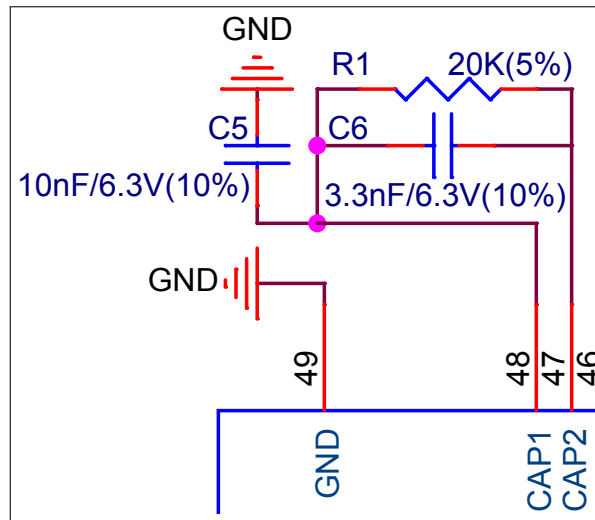 GND
R1 20K(5%)
C5 C6
10nF/6.3V(10%) 3.3nF/6.3V(10%)
GND
49 48 47 46
GND CAP1 CAP2